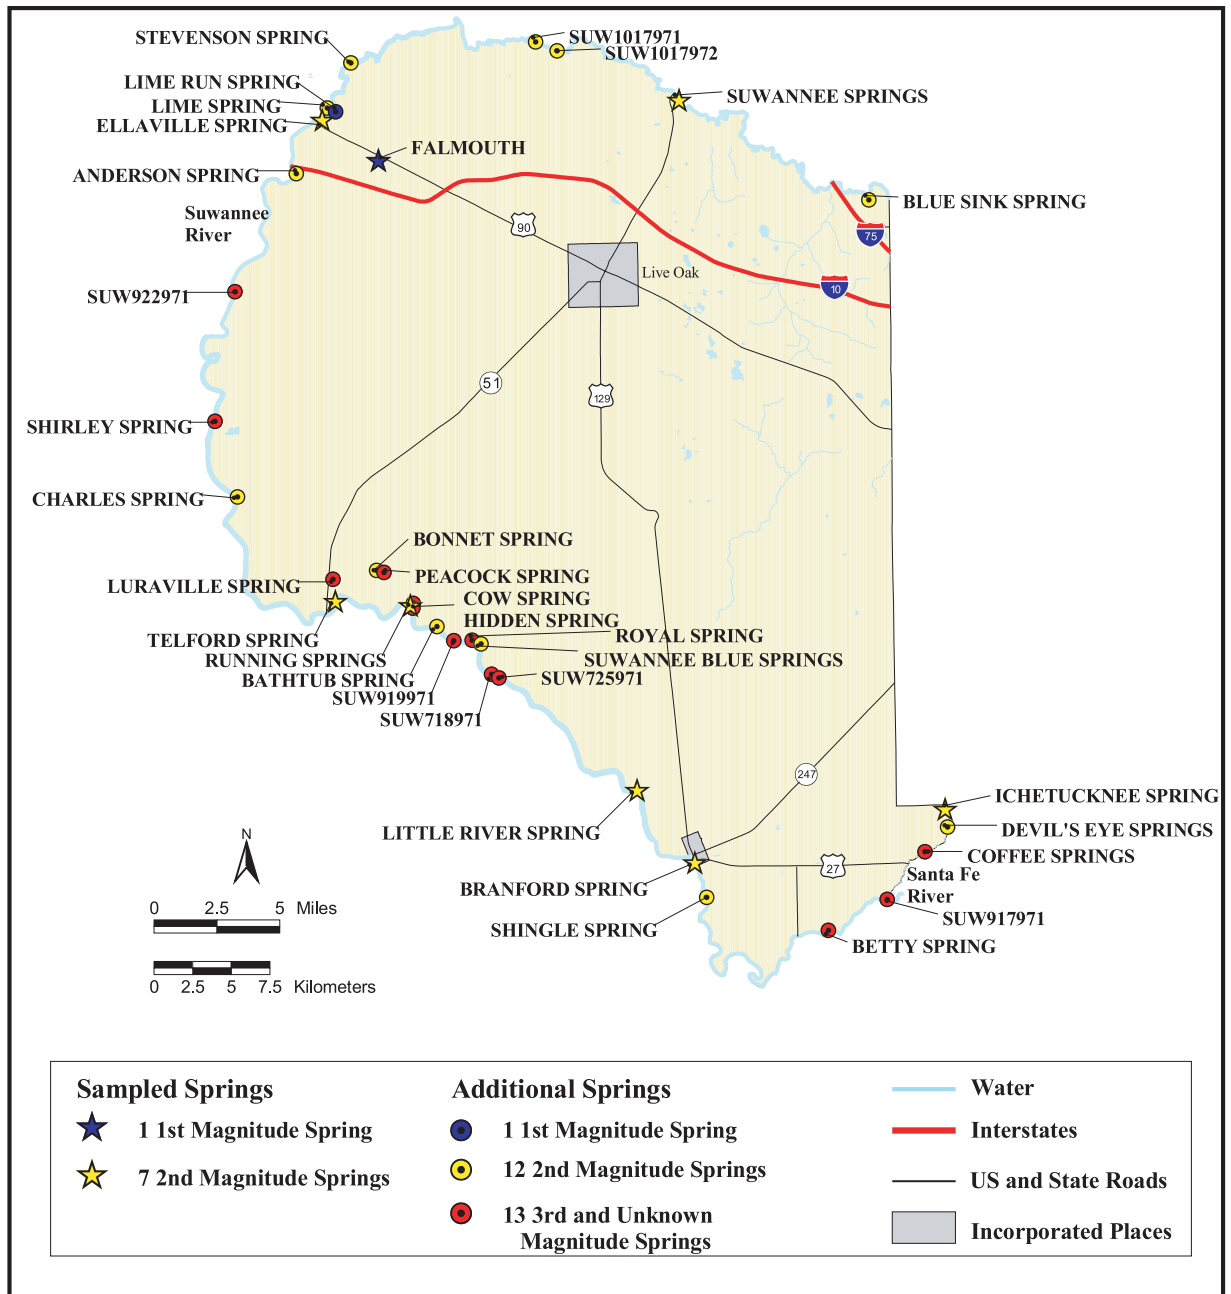 STEVENSON SPRING
SUW1017971
SUW1017972
LIME RUN SPRING
LIME SPRING
ELLAVILLE SPRING
SUWANNEE SPRINGS
FALMOUTH
ANDERSON SPRING
BLUE SINK SPRING
Suwannee
River
90
75
Live Oak
10
SUW922971
51
129
SHIRLEY SPRING
CHARLES SPRING
BONNET SPRING
PEACOCK SPRING
LURAVILLE SPRING
COW SPRING
HIDDEN SPRING
TELFORD SPRING
ROYAL SPRING
RUNNING SPRINGS
SUWANNEE BLUE SPRINGS
BATHTUB SPRING
SUW725971
SUW919971
SUW718971
247
ICHETUCKNEE SPRING
LITTLE RIVER SPRING
DEVIL'S EYE SPRINGS
COFFEE SPRINGS
27
Santa Fe
River
BRANFORD SPRING
SUW917971
SHINGLE SPRING
BETTY SPRING
N
0 2.5 5 Miles
0 2.5 5 7.5 Kilometers
Sampled Springs
1 1st Magnitude Spring
7 2nd Magnitude Springs
Additional Springs
1 1st Magnitude Spring
12 2nd Magnitude Springs
13 3rd and Unknown
Magnitude Springs
Water
Interstates
US and State Roads
Incorporated Places